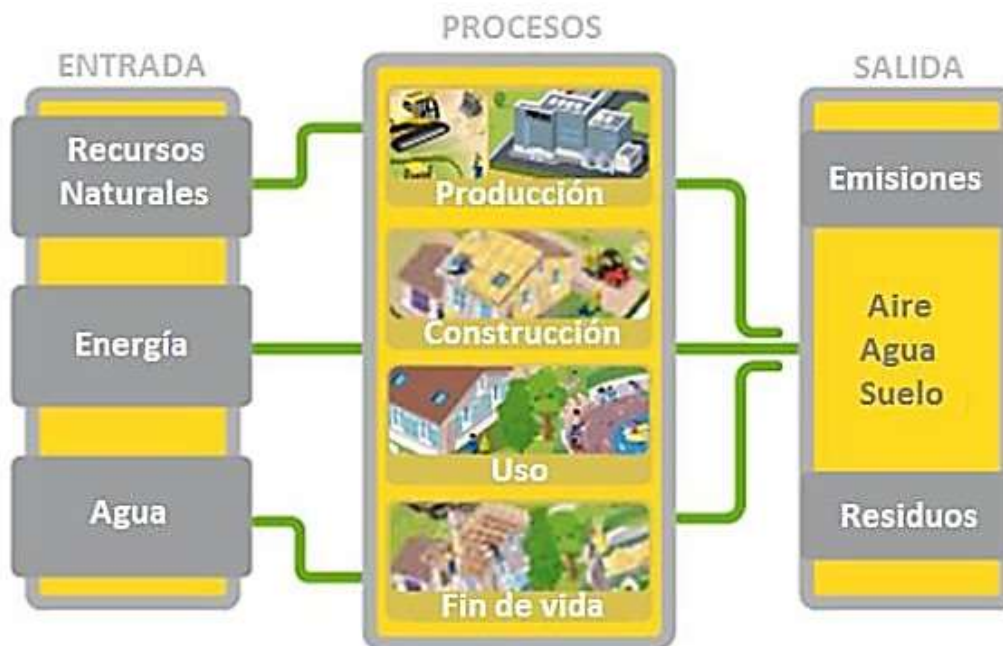 ENTRADA
Recursos
Naturales
Energía
Agua
PROCESOS
Producción
Construcción
Uso
Fin de vida
SALIDA
Emisiones
Aire
Agua
Suelo
Residuos